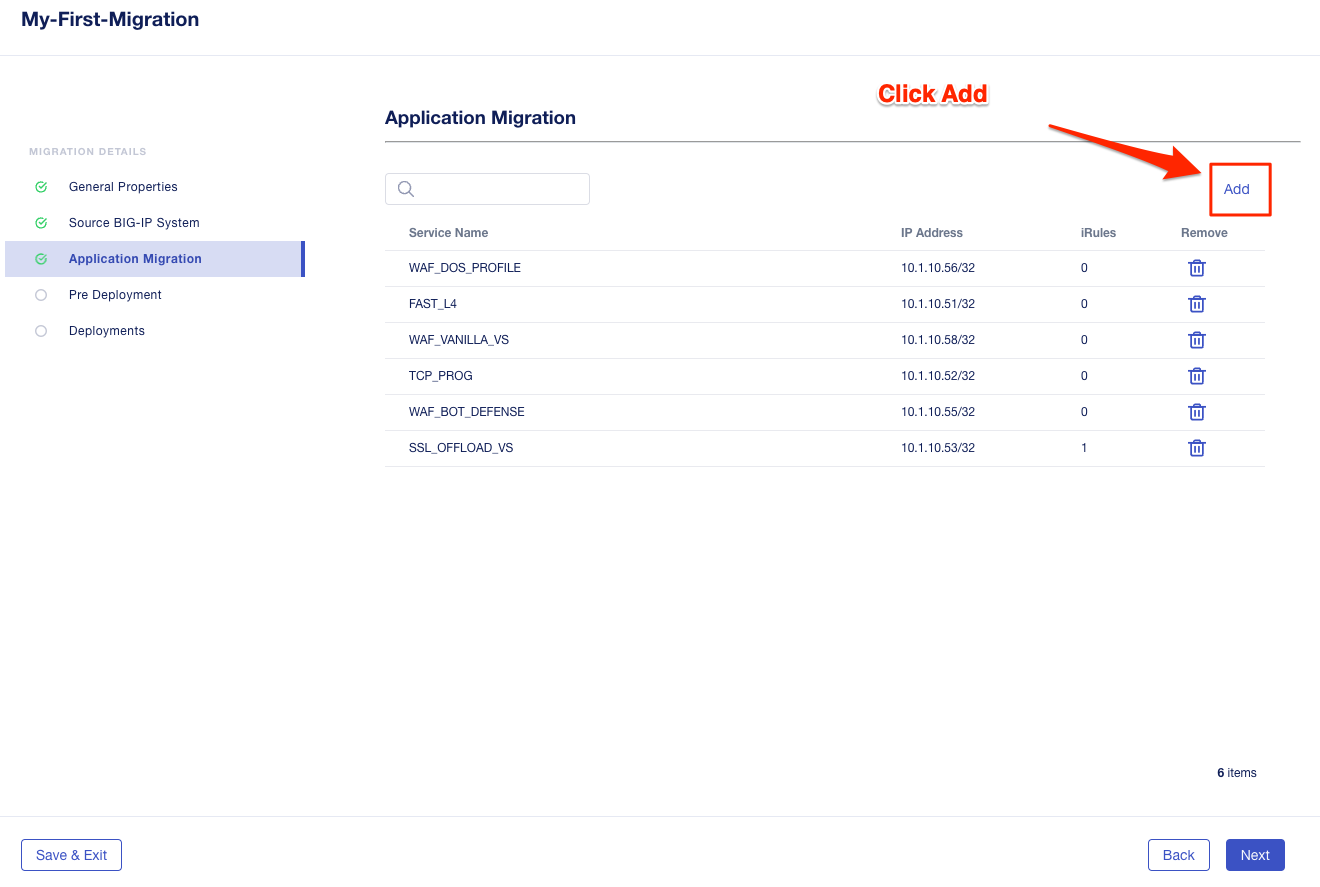 My-First-Migration
Click Add
Application Migration
MIGRATION DETAILS
General Properties
Source BIG-IP System
Application Migration
Pre Deployment
Deployments
Add
Service Name IP Address iRules Remove
WAF_DOS_PROFILE 10.1.10.56/32 0
FAST_L4 10.1.10.51/32 0
WAF_VANILLA_VS 10.1.10.58/32 0
TCP_PROG 10.1.10.52/32 0
WAF_BOT_DEFENSE 10.1.10.55/32 0
SSL_OFFLOAD_VS 10.1.10.53/32 1
6 items
Save & Exit Back Next